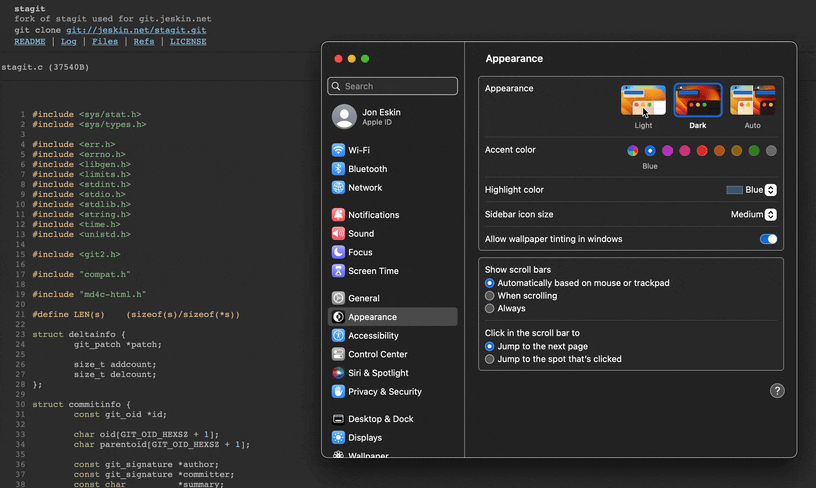 stagit
fork of stagit used for git.jeskin.net
git clone git://jeskin.net/stagit.git
README | Log | Files | Refs | LICENSE
stagit.c (37540B)
1 #include <sys/stat.h>
2 #include <sys/types.h>
3
4 #include <err.h>
5 #include <errno.h>
6 #include <libgen.h>
7 #include <limits.h>
8 #include <stdint.h>
9 #include <stdio.h>
10 #include <stdlib.h>
11 #include <string.h>
12 #include <time.h>
13 #include <unistd.h>
14
15 #include <git2.h>
16
17 #include "compat.h"
18
19 #include "md4c-html.h"
20
21 #define LEN(s) (sizeof(s)/sizeof(*s))
22
23 struct deltainfo {
24 git_patch *patch;
25
26 size_t addcount;
27 size_t delcount;
28 };
29
30 struct commitinfo {
31 const git_oid *id;
32
33 char oid[GIT_OID_HEXSZ + 1];
34 char parentoid[GIT_OID_HEXSZ + 1];
35
36 const git_signature *author;
37 const git_signature *committer;
38 const char *summary;
Search
Jon Eskin
Apple ID
Wi-Fi
Bluetooth
Network
Notifications
Sound
Focus
Screen Time
General
Appearance
Accessibility
Control Center
Siri & Spotlight
Privacy & Security
Desktop & Dock
Displays
Wallpaper
Appearance
Appearance
Light Dark Auto
Accent color
Blue
Highlight color Blue
Sidebar icon size Medium
Allow wallpaper tinting in windows
Show scroll bars
Automatically based on mouse or trackpad
When scrolling
Always
Click in the scroll bar to
Jump to the next page
Jump to the spot that's clicked
?